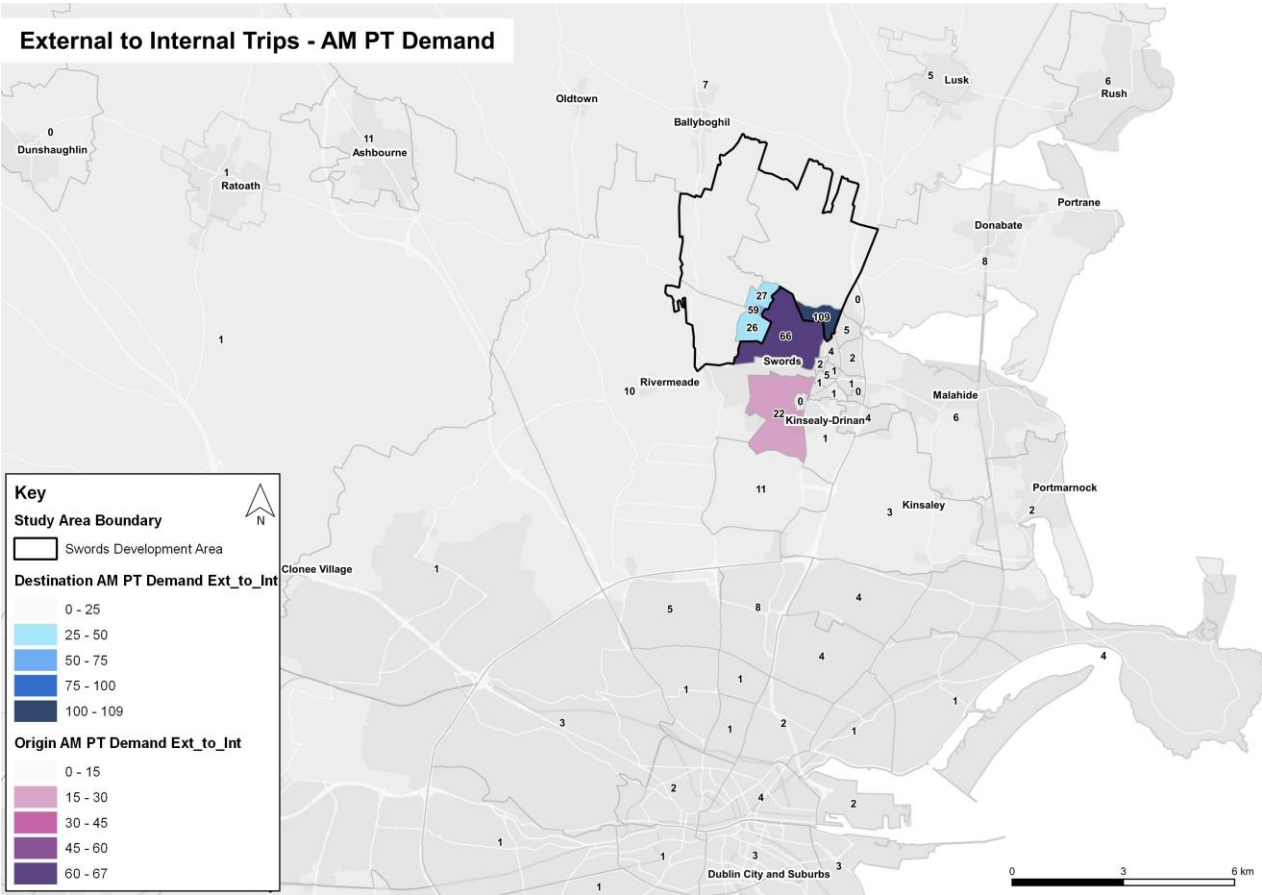 External to Internal Trips - AM PT Demand
7
5
Lusk
6
Rush
Oldtown
Ballyboghil
0
Dunshaughlin
11
Ashbourne
1
Ratoath
Portrane
Donabate
8
27
0
59
109
26
66
5
1
4
2
Swords
2
5
1
Rivermeade
10
1
1
0
1
Malahide
0
22
Kinsealy-Drinan
4
6
1
11
Portmarnock
2
3
Kinsaley
Key
N
Study Area Boundary
Swords Development Area
Destination AM PT Demand Ext_to_Int
0 - 25
25 - 50
50 - 75
75 - 100
100 - 109
Origin AM PT Demand Ext_to_Int
0 - 15
15 - 30
30 - 45
45 - 60
60 - 67
Clonee Village
1
5
8
4
4
4
1
1
1
3
1
2
1
2
4
2
1
1
3
3
1
Dublin City and Suburbs
0
3
6 km